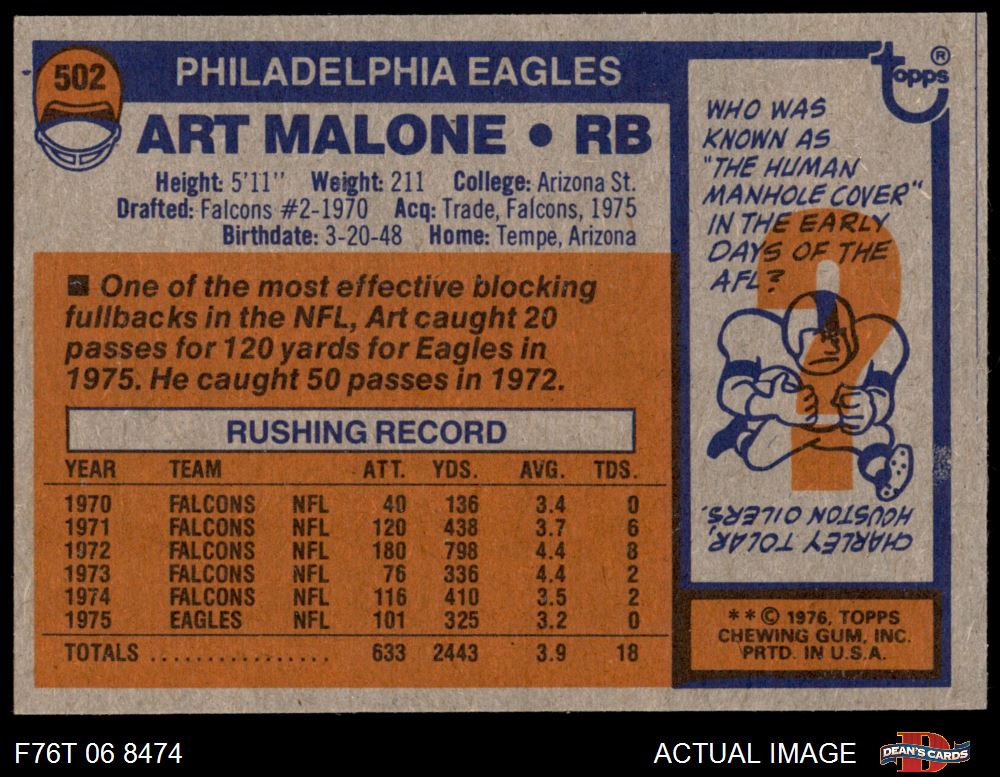 502
PHILADELPHIA EAGLES
topps ®
ART MALONE • RB
Height: 5'11" Weight: 211 College: Arizona St.
Drafted: Falcons #2-1970 Acq: Trade, Falcons, 1975
Birthdate: 3-20-48 Home: Tempe, Arizona
One of the most effective blocking
fullbacks in the NFL, Art caught 20
passes for 120 yards for Eagles in
1975. He caught 50 passes in 1972.
RUSHING RECORD
YEAR TEAM ATT. YDS. AVG. TDS.
1970 FALCONS NFL 40 136 3.4 0
1971 FALCONS NFL 120 438 3.7 6
1972 FALCONS NFL 180 798 4.4 8
1973 FALCONS NFL 76 336 4.4 2
1974 FALCONS NFL 116 410 3.5 2
1975 EAGLES NFL 101 325 3.2 0
TOTALS ................ 633 2443 3.9 18
WHO WAS
KNOWN AS
"THE HUMAN
MANHOLE COVER"
IN THE EARLY
DAYS OF THE
AFL?
?
CHARLEY TOLAR,
HOUSTON OILERS.
* * © 1976, TOPPS
CHEWING GUM, INC.
PRTD. IN U.S.A.
F76T 06 8474
ACTUAL IMAGE
D
DEAN'S CARDS